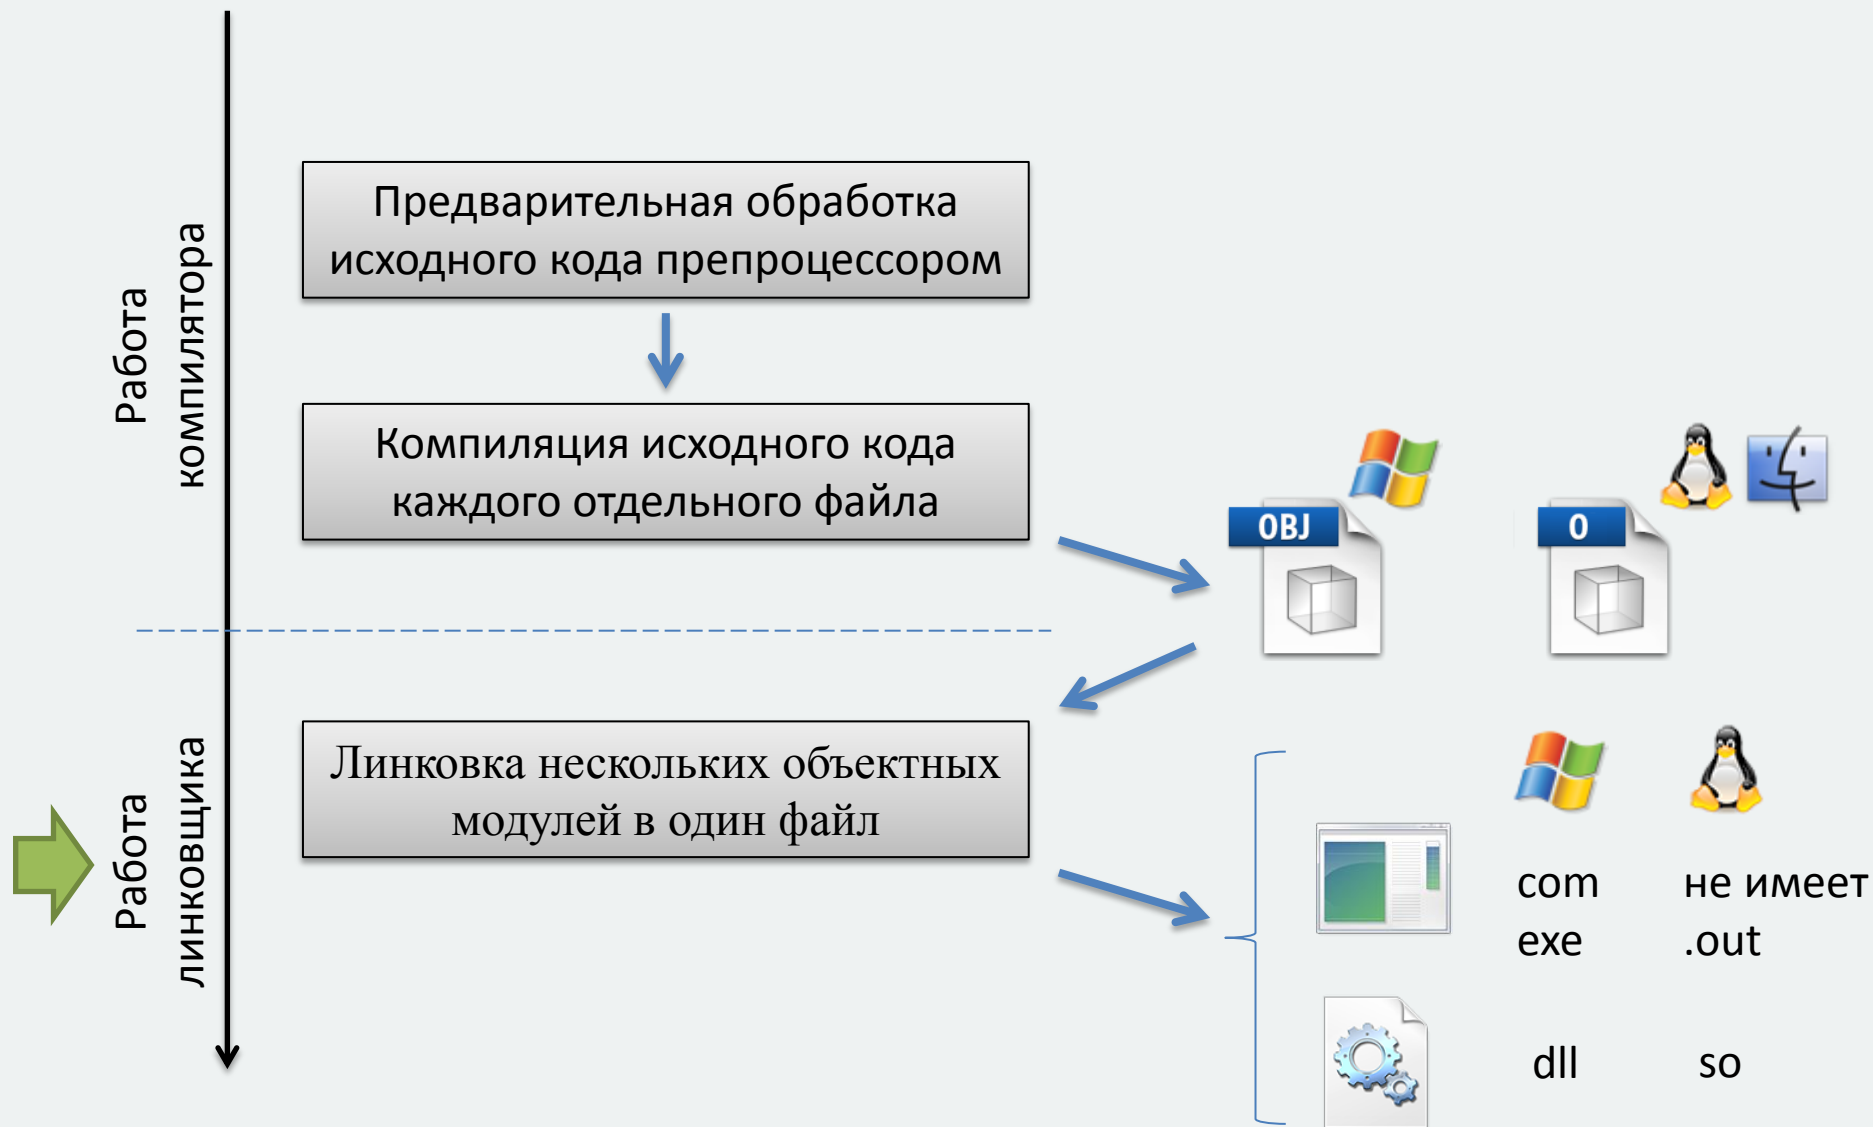 Работа
компилятора
Предварительная обработка
исходного кода препроцессором
Компиляция исходного кода
каждого отдельного файла
OBJ
O
Работа
линковщика
Линковка нескольких объектных
модулей в один файл
com не имеет
exe .out
dll so